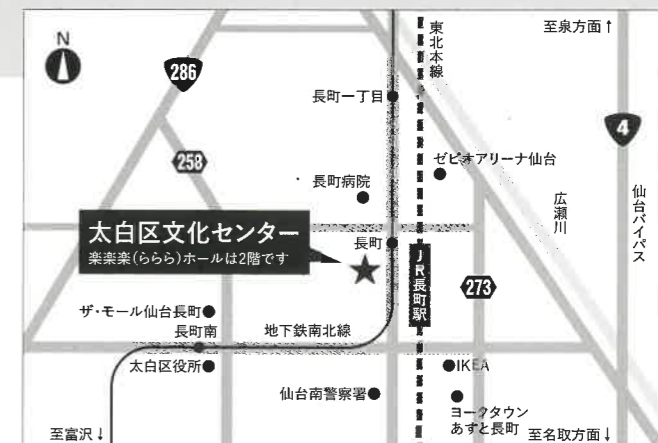 N
286
東北本線
至泉方面↑
長町一丁目
4
258
ゼビオアリーナ仙台
長町病院
広瀬川
仙台バイパス
太白区文化センター
楽楽楽(ららら)ホールは2階です
長町
JR長町駅
273
ザ・モール仙台長町
長町南
地下鉄南北線
太白区役所
IKEA
仙台南警察署
ヨークタウン
あすと長町
至富沢↓
至名取方面↓